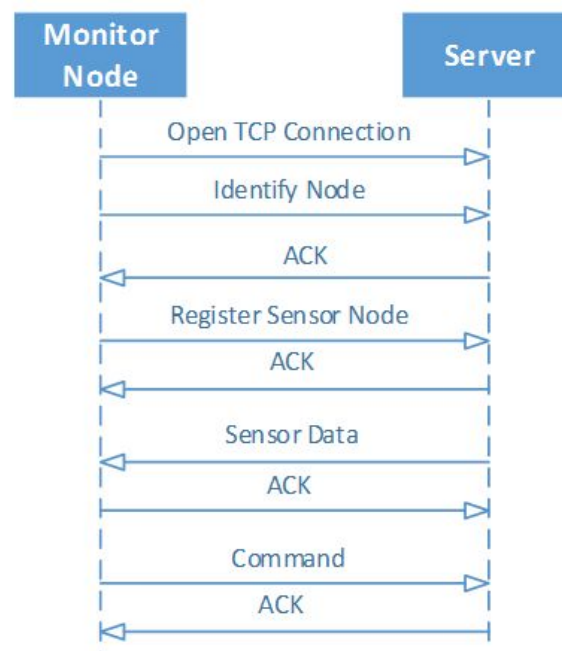 Monitor
Node
Server
Open TCP Connection
Identify Node
ACK
Register Sensor Node
ACK
Sensor Data
ACK
Command
ACK